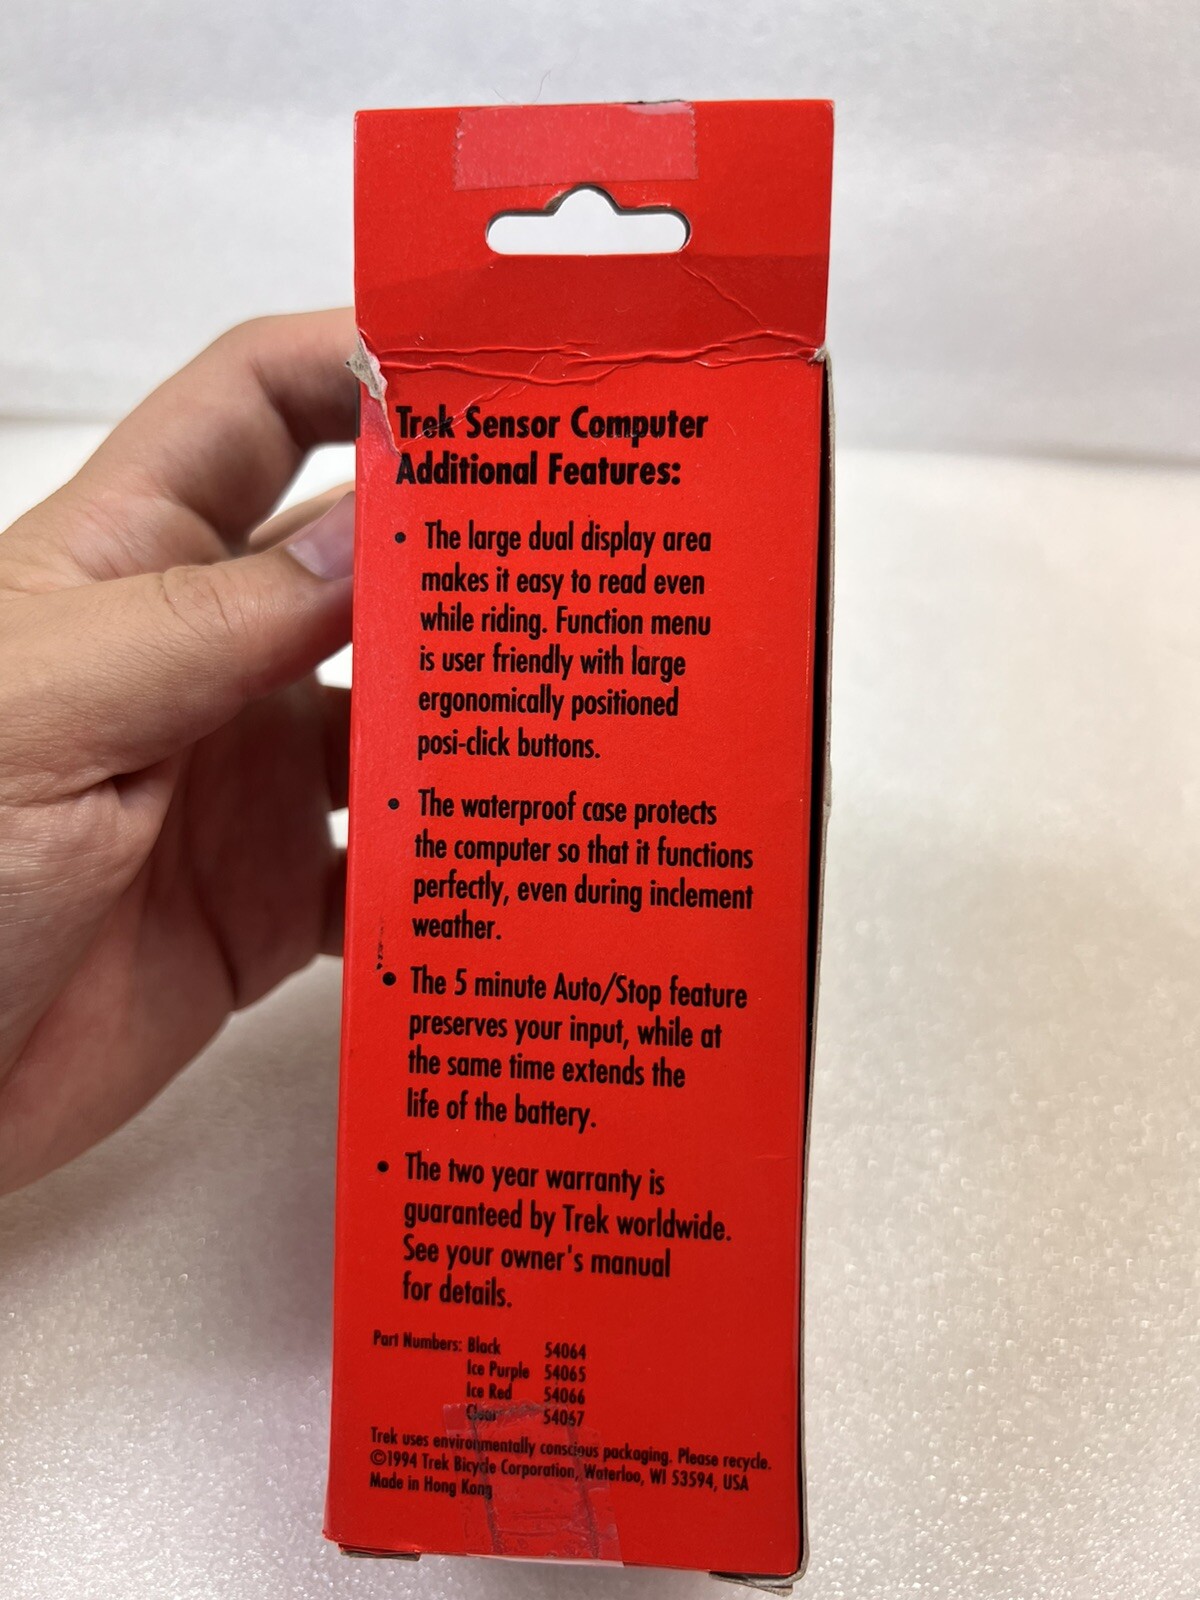 Trek Sensor Computer
Additional Features:
• The large dual display area
makes it easy to read even
while riding. Function menu
is user friendly with large
ergonomically positioned
posi-click buttons.
• The waterproof case protects
the computer so that it functions
perfectly, even during inclement
weather.
• The 5 minute Auto/Stop feature
preserves your input, while at
the same time extends the
life of the battery.
• The two year warranty is
guaranteed by Trek worldwide.
See your owner's manual
for details.
Part Numbers: Black 54064
Ice Purple 54065
Ice Red 54066
Clear 54067
Trek uses environmentally conscious packaging. Please recycle.
©1994 Trek Bicycle Corporation, Waterloo, WI 53594, USA
Made in Hong Kong